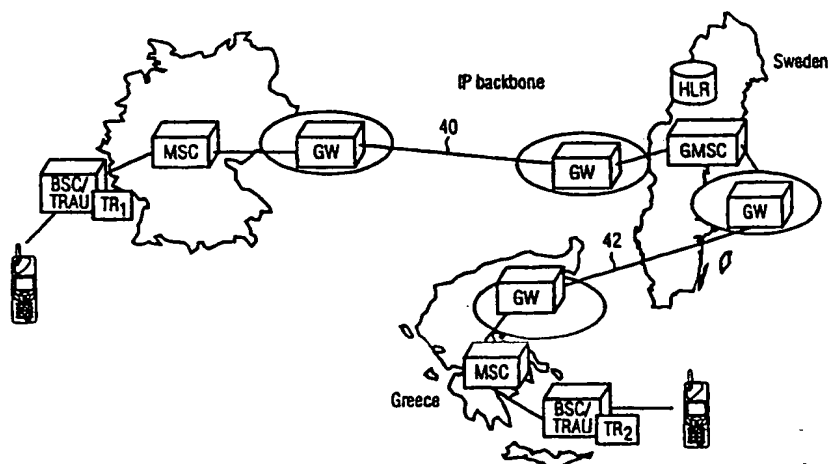 Sweden
IP backbone
HLR
40
MSC
GW
GMSC
GW
BSC/
TRAU
TR1
GW
42
GW
MSC
Greece
BSC/
TRAU
TR2